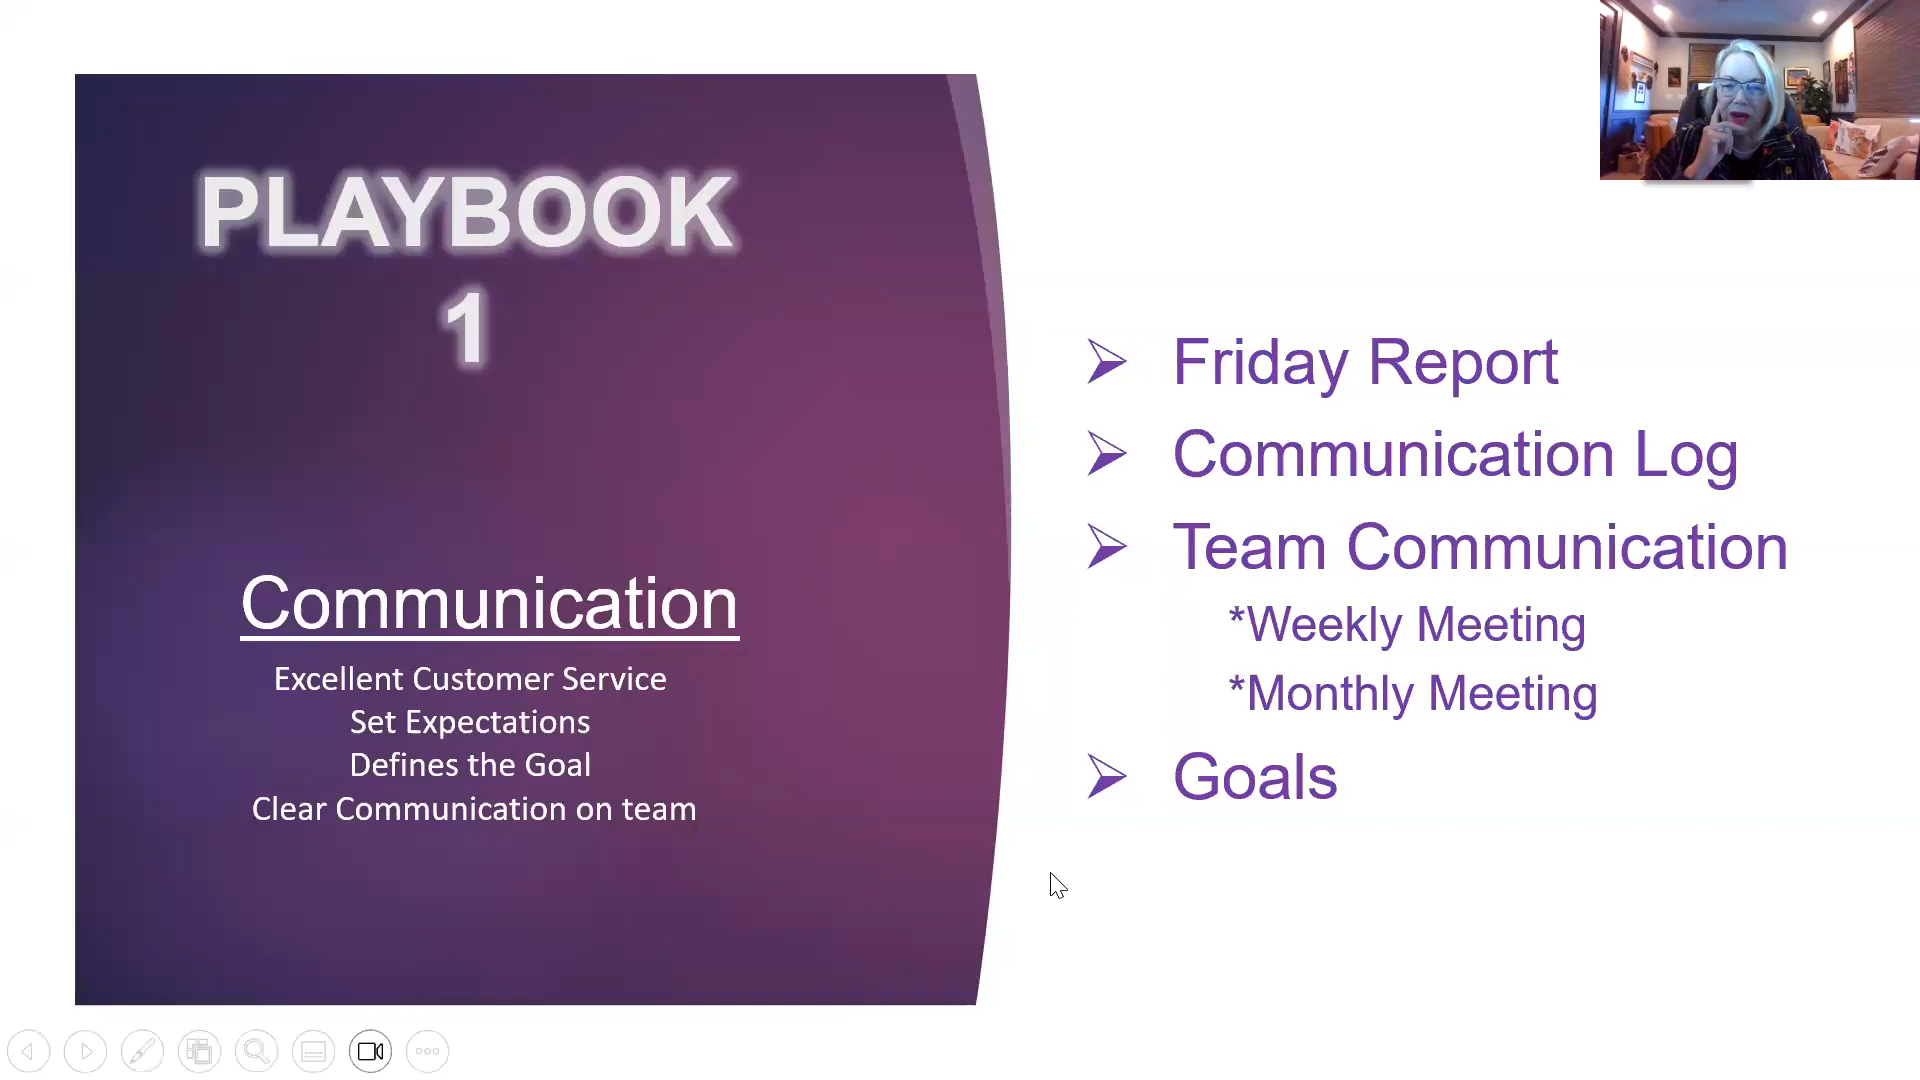 PLAYBOOK
1
Communication
Excellent Customer Service
Set Expectations
Defines the Goal
Clear Communication on team
Friday Report
Communication Log
Team Communication
*Weekly Meeting
*Monthly Meeting
Goals